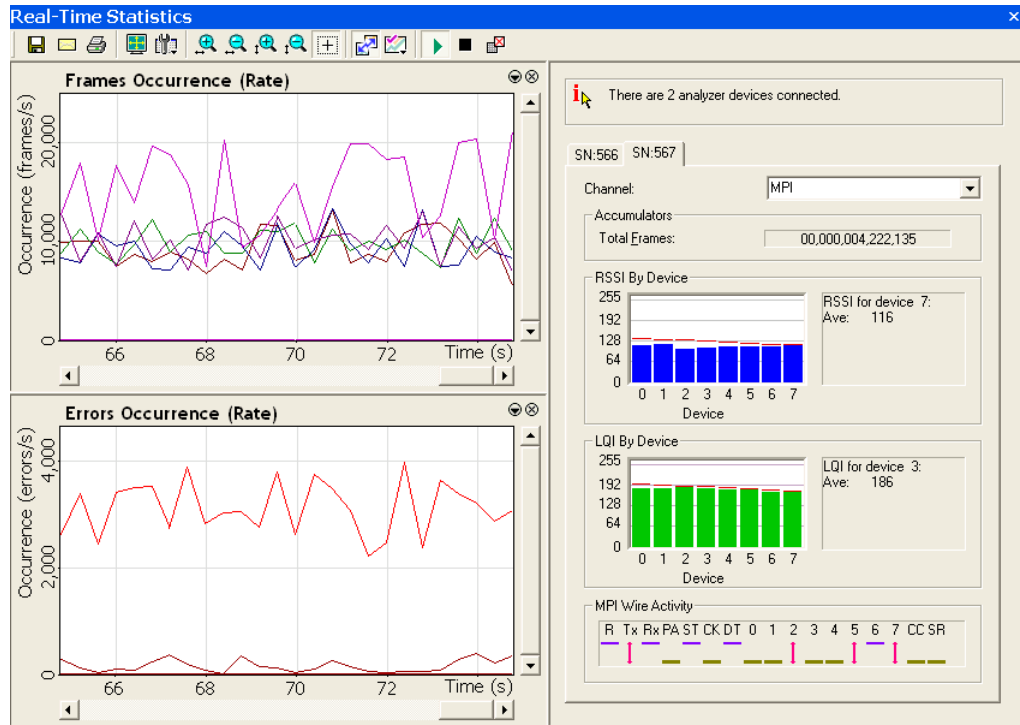 Real-Time Statistics
Frames Occurrence (Rate)
Occurrence (frames/s)
20,000
10,000
0
66 68 70 72 Time (s)
Errors Occurrence (Rate)
Occurrence (errors/s)
4,000
2,000
0
66 68 70 72 Time (s)
There are 2 analyzer devices connected.
SN:566 SN:567
Channel: MPI
Accumulators
Total Frames: 00,000,004,222,135
RSSI By Device
255
192
128
64
0
0 1 2 3 4 5 6 7
Device
RSSI for device 7:
Ave: 116
LQI By Device
255
192
128
64
0
0 1 2 3 4 5 6 7
Device
LQI for device 3:
Ave: 186
MPI Wire Activity
R Tx Rx PA ST CK DT 0 1 2 3 4 5 6 7 CC SR